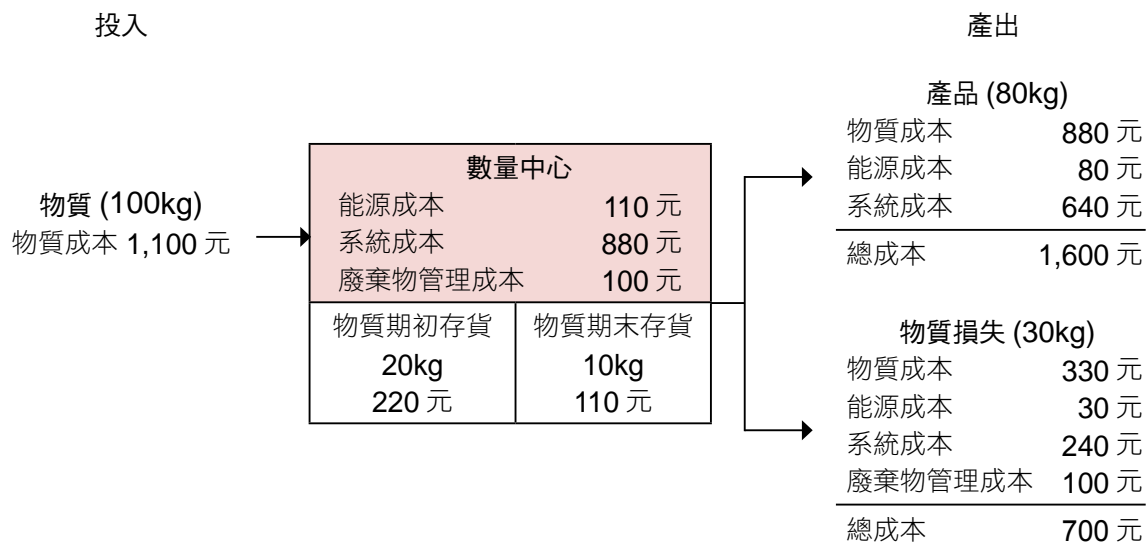 投入
產出
物質 (100kg)
物質成本 1,100 元
數量中心
能源成本 110 元
系統成本 880 元
廢棄物管理成本 100 元
物質期初存貨
20kg
220 元
物質期末存貨
10kg
110 元
產品 (80kg)
物質成本 880 元
能源成本 80 元
系統成本 640 元
總成本 1,600 元
物質損失 (30kg)
物質成本 330 元
能源成本 30 元
系統成本 240 元
廢棄物管理成本 100 元
總成本 700 元